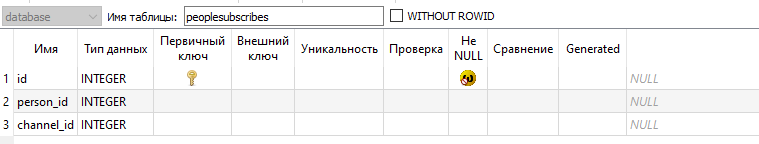 database Имя таблицы: peoplesubscribes WITHOUT ROWID
Имя Тип данных Первичный ключ Внешний ключ Уникальность Проверка Не NULL Сравнение Generated
1 id INTEGER NULL
2 person_id INTEGER NULL
3 channel_id INTEGER NULL